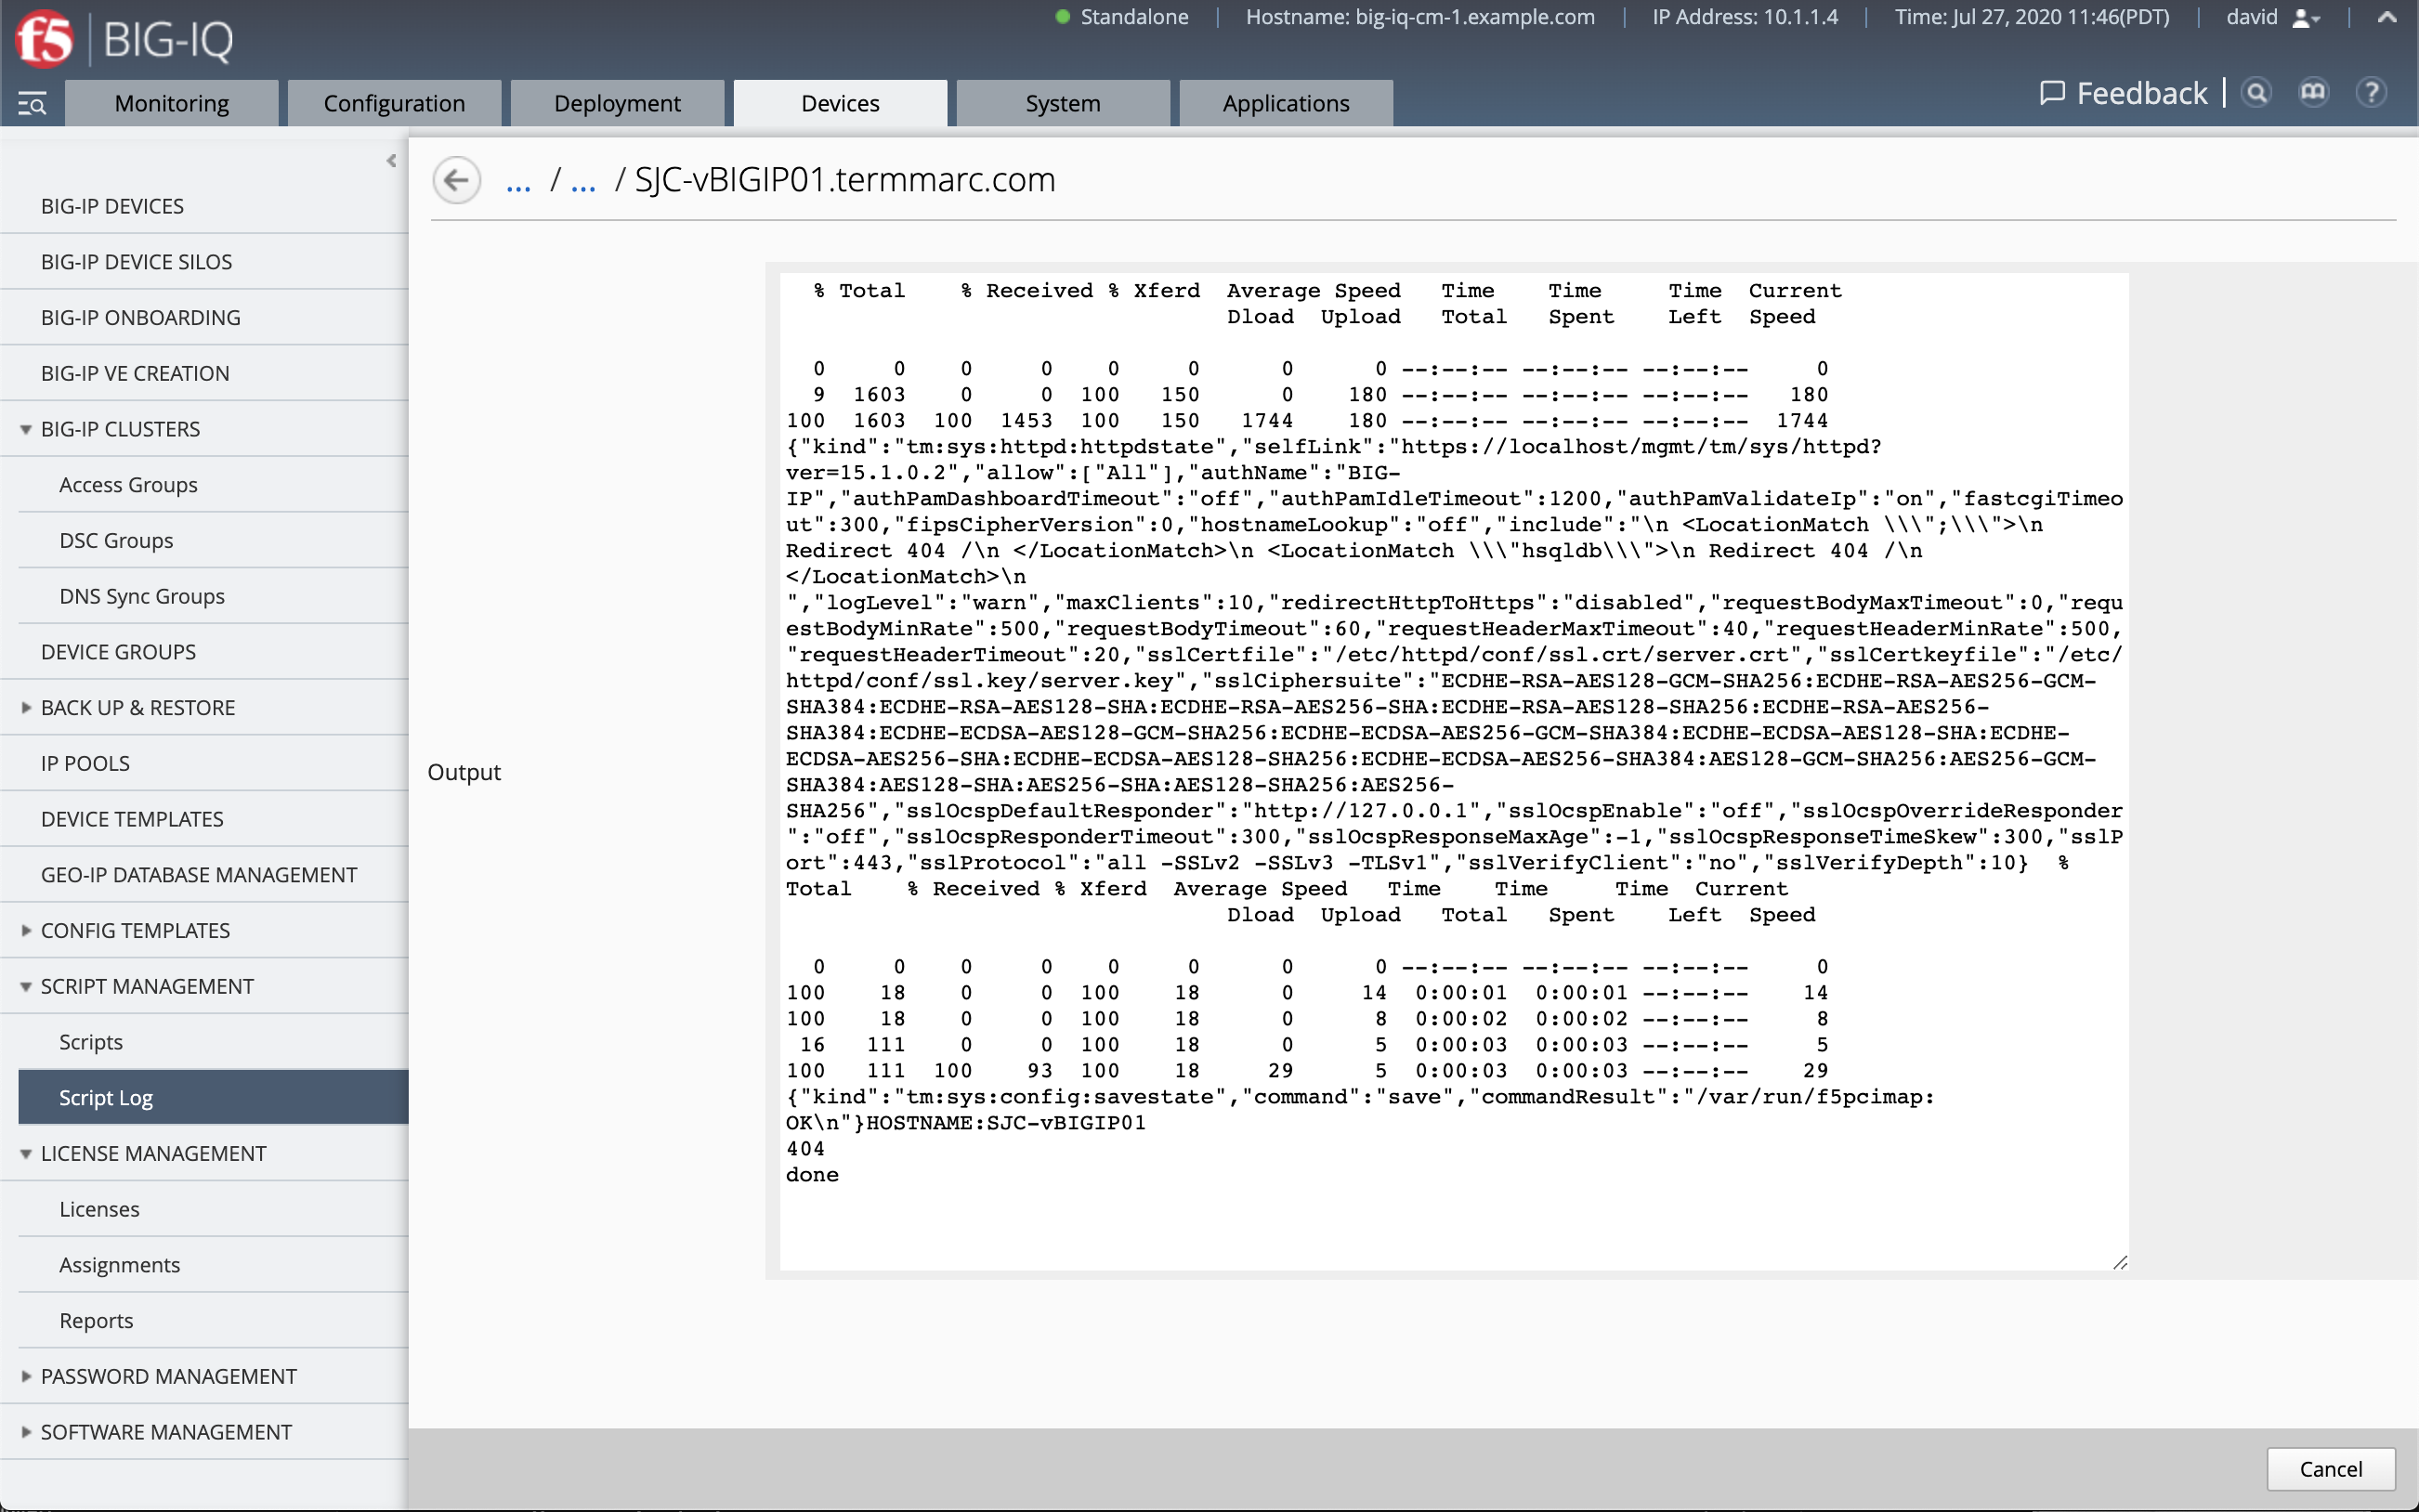 f5 BIG-IQ
Standalone | Hostname: big-iq-cm-1.example.com | IP Address: 10.1.1.4 | Time: Jul 27, 2020 11:46(PDT) | david
Monitoring Configuration Deployment Devices System Applications
Feedback | ?
BIG-IP DEVICES
BIG-IP DEVICE SILOS
BIG-IP ONBOARDING
BIG-IP VE CREATION
BIG-IP CLUSTERS
Access Groups
DSC Groups
DNS Sync Groups
DEVICE GROUPS
BACK UP & RESTORE
IP POOLS
DEVICE TEMPLATES
GEO-IP DATABASE MANAGEMENT
CONFIG TEMPLATES
SCRIPT MANAGEMENT
Scripts
Script Log
LICENSE MANAGEMENT
Licenses
Assignments
Reports
PASSWORD MANAGEMENT
SOFTWARE MANAGEMENT
... / ... / SJC-vBIGIP01.termmarc.com
Output
% Total % Received % Xferd Average Speed Time Time Time Current
Dload Upload Total Spent Left Speed
0 0 0 0 0 0 0 0 --:--:-- --:--:-- --:--:-- 0
9 1603 0 0 100 150 0 180 --:--:-- --:--:-- --:--:-- 180
100 1603 100 1453 100 150 1744 180 --:--:-- --:--:-- --:--:-- 1744
{"kind":"tm:sys:httpd:httpdstate","selfLink":"https://localhost/mgmt/tm/sys/httpd?
ver=15.1.0.2","allow":["All"],"authName":"BIG-
IP","authPamDashboardTimeout":"off","authPamIdleTimeout":1200,"authPamValidateIp":"on","fastcgiTimeo
ut":300,"fipsCipherVersion":0,"hostnameLookup":"off","include":"\n <LocationMatch \\\";\\\">\n
Redirect 404 /\n </LocationMatch>\n <LocationMatch \\\"hsqldb\\\">\n Redirect 404 /\n
</LocationMatch>\n
","logLevel":"warn","maxClients":10,"redirectHttpToHttps":"disabled","requestBodyMaxTimeout":0,"requ
estBodyMinRate":500,"requestBodyTimeout":60,"requestHeaderMaxTimeout":40,"requestHeaderMinRate":500,
"requestHeaderTimeout":20,"sslCertfile":"/etc/httpd/conf/ssl.crt/server.crt","sslCertkeyfile":"/etc/
httpd/conf/ssl.key/server.key","sslCiphersuite":"ECDHE-RSA-AES128-GCM-SHA256:ECDHE-RSA-AES256-GCM-
SHA384:ECDHE-RSA-AES128-SHA:ECDHE-RSA-AES256-SHA:ECDHE-RSA-AES128-SHA256:ECDHE-RSA-AES256-
SHA384:ECDHE-ECDSA-AES128-GCM-SHA256:ECDHE-ECDSA-AES256-GCM-SHA384:ECDHE-ECDSA-AES128-SHA:ECDHE-
ECDSA-AES256-SHA:ECDHE-ECDSA-AES128-SHA256:ECDHE-ECDSA-AES256-SHA384:AES128-GCM-SHA256:AES256-GCM-
SHA384:AES128-SHA:AES256-SHA:AES128-SHA256:AES256-
SHA256","sslOcspDefaultResponder":"http://127.0.0.1","sslOcspEnable":"off","sslOcspOverrideResponder
":"off","sslOcspResponderTimeout":300,"sslOcspResponseMaxAge":-1,"sslOcspResponseTimeSkew":300,"sslP
ort":443,"sslProtocol":"all -SSLv2 -SSLv3 -TLSv1","sslVerifyClient":"no","sslVerifyDepth":10} %
Total % Received % Xferd Average Speed Time Time Time Current
Dload Upload Total Spent Left Speed
0 0 0 0 0 0 0 0 --:--:-- --:--:-- --:--:-- 0
100 18 0 0 100 18 0 14 0:00:01 0:00:01 --:--:-- 14
100 18 0 0 100 18 0 8 0:00:02 0:00:02 --:--:-- 8
16 111 0 0 100 18 0 5 0:00:03 0:00:03 --:--:-- 5
100 111 100 93 100 18 29 5 0:00:03 0:00:03 --:--:-- 29
{"kind":"tm:sys:config:savestate","command":"save","commandResult":"/var/run/f5pcimap:
OK\n"}HOSTNAME:SJC-vBIGIP01
404
done
Cancel